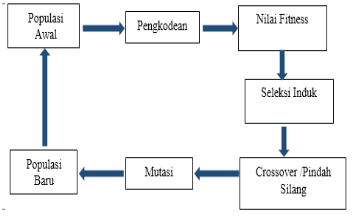 Populasi
Awal
Pengkodean
Nilai Fitness
Seleksi Induk
Crossover /Pindah
Silang
Mutasi
Populasi
Baru